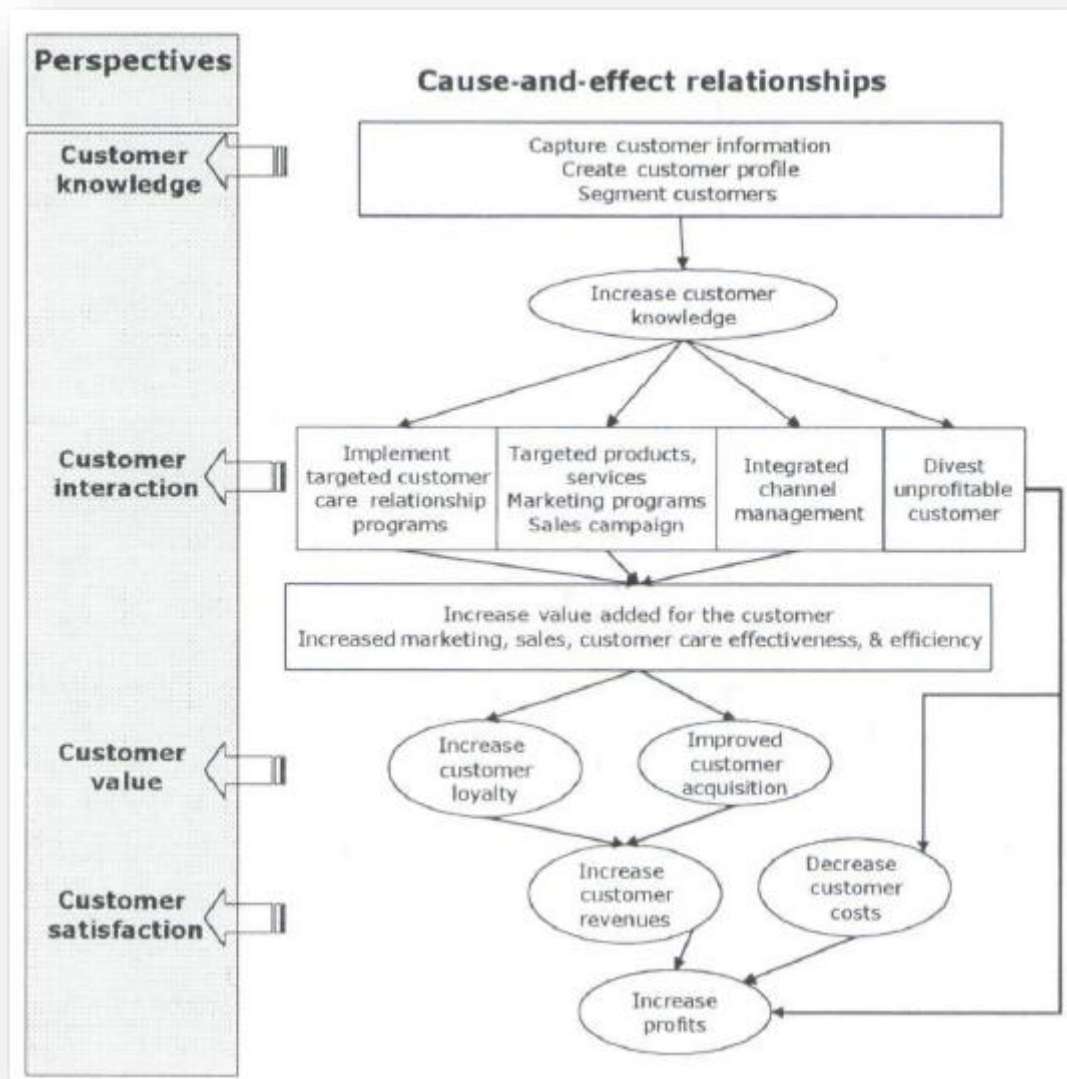 Perspectives
Cause-and-effect relationships
Customer
knowledge
Capture customer information
Create customer profile
Segment customers
Increase customer
knowledge
Customer
interaction
Implement
targeted customer
care relationship
programs
Targeted products,
services
Marketing programs
Sales campaign
Integrated
channel
management
Divest
unprofitable
customer
Increase value added for the customer
Increased marketing, sales, customer care effectiveness, & efficiency
Customer
value
Increase
customer
loyalty
Improved
customer
acquisition
Customer
satisfaction
Increase
customer
revenues
Decrease
customer
costs
Increase
profits